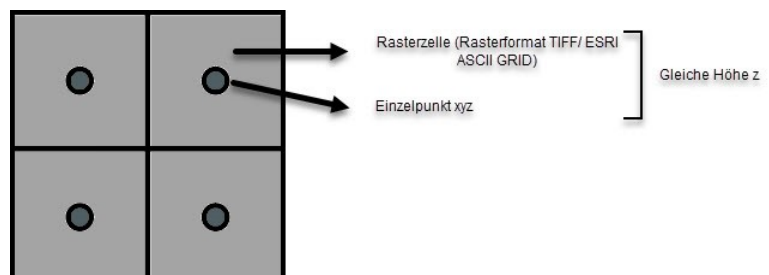 Rasterzelle (Rasterformat TIFF/ ESRI
ASCII GRID)
Gleiche Höhe z
Einzelpunkt xyz